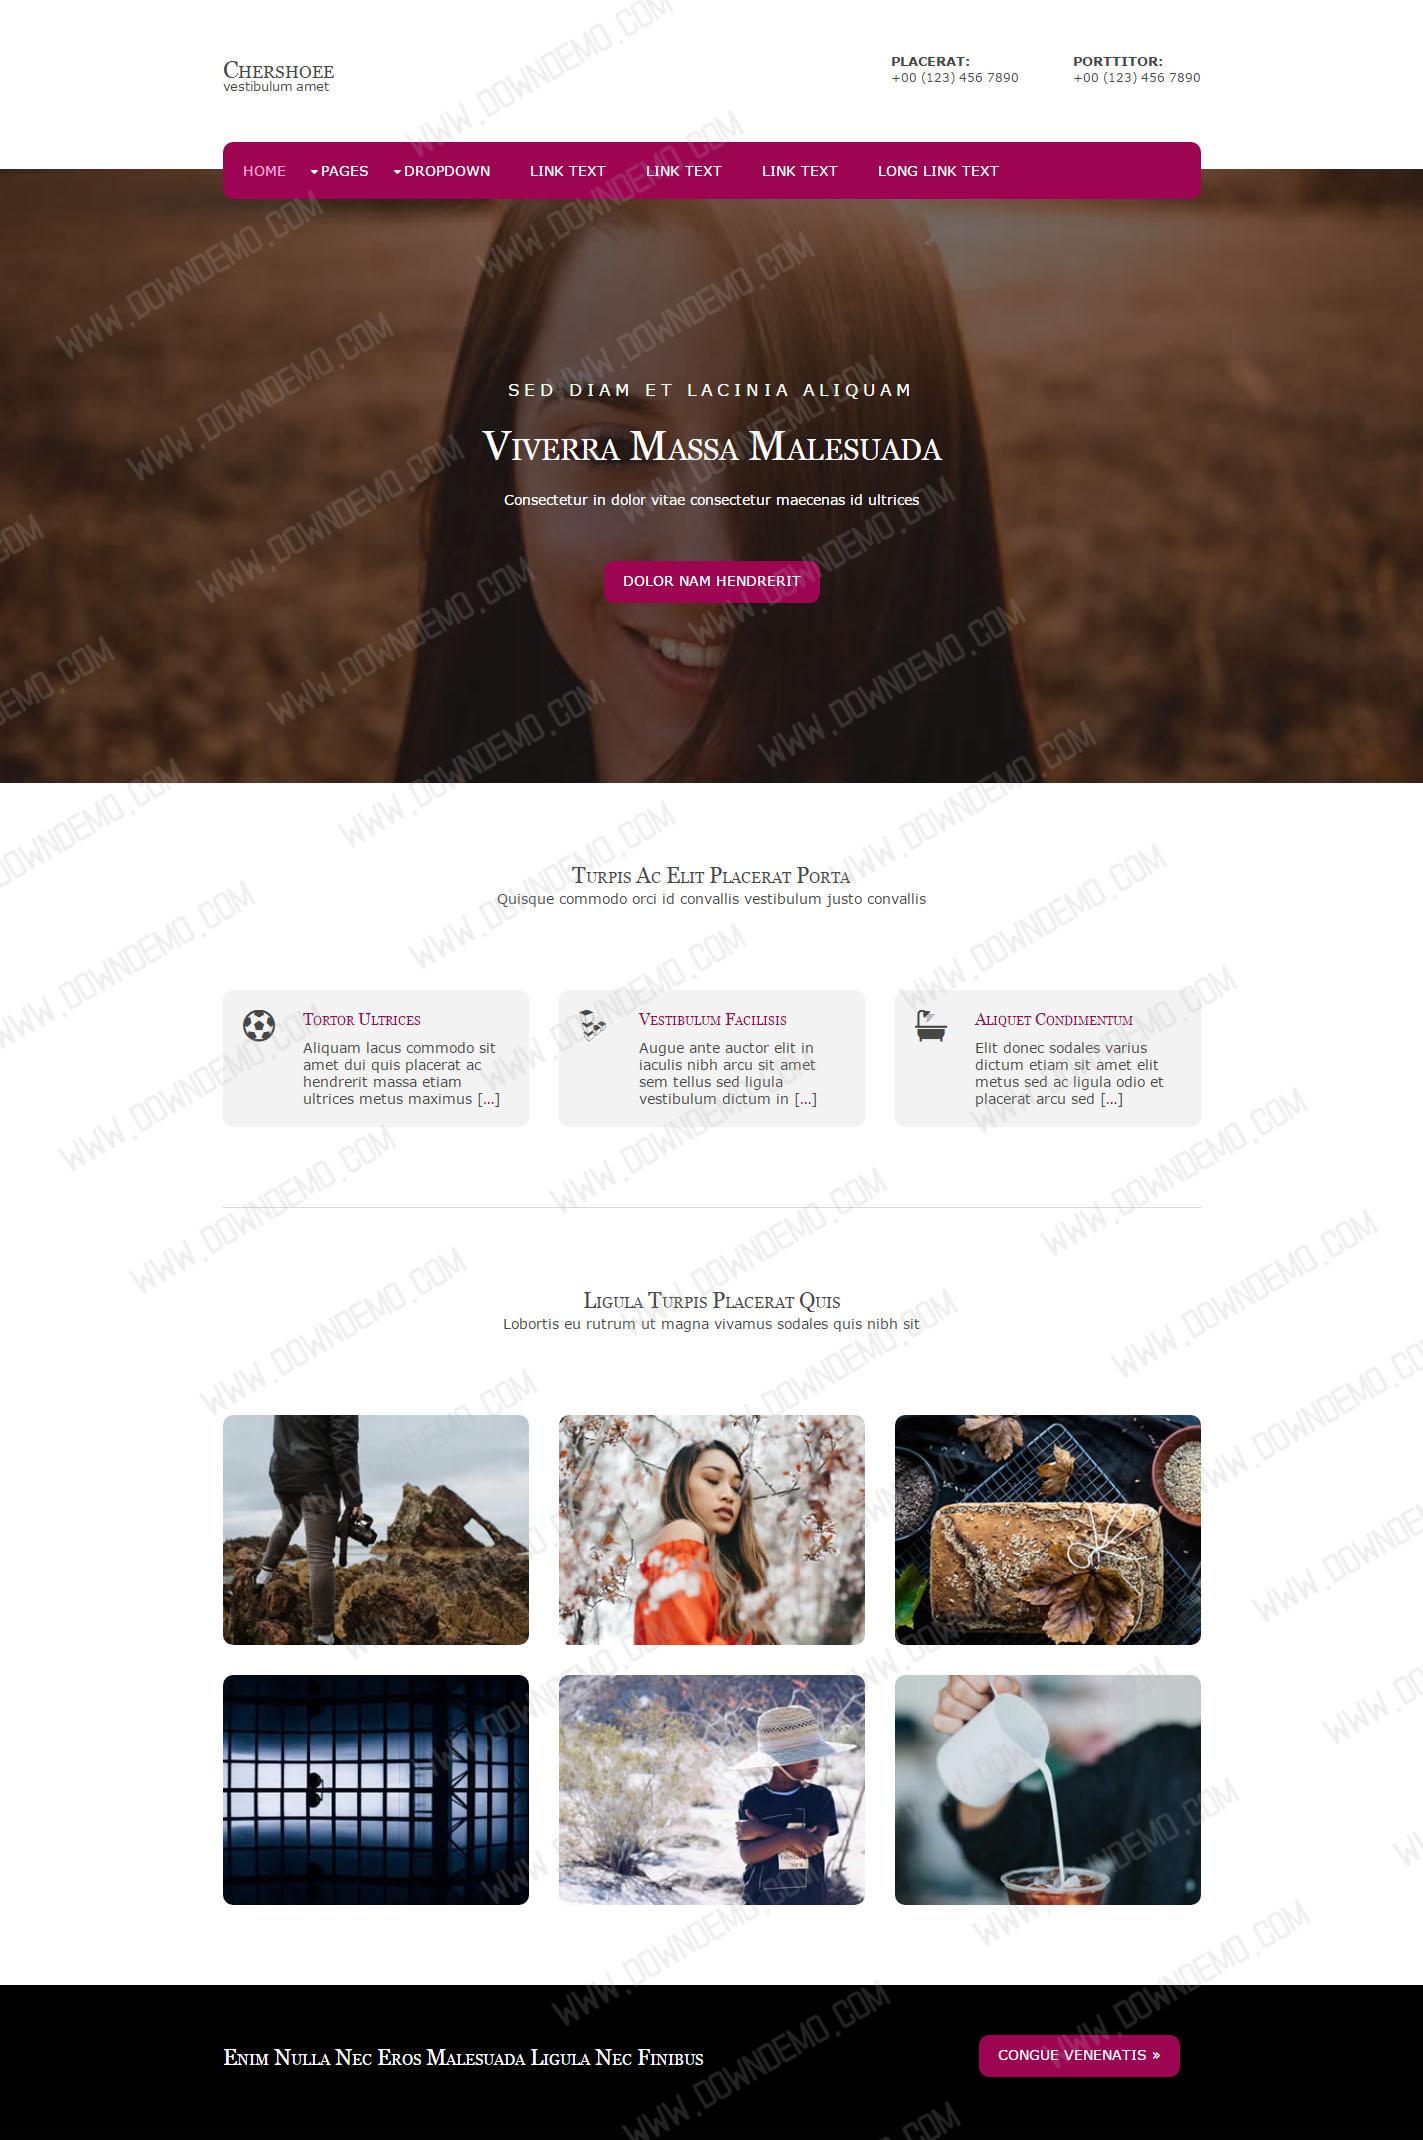 Chershoee
vestibulum amet
PLACERAT:
+00 (123) 456 7890
PORTTITOR:
+00 (123) 456 7890
HOME PAGES DROPDOWN LINK TEXT LINK TEXT LINK TEXT LONG LINK TEXT
SED DIAM ET LACINIA ALIQUAM
Viverra Massa Malesuada
Consectetur in dolor vitae consectetur maecenas id ultrices
DOLOR NAM HENDRERIT
Turpis Ac Elit Placerat Porta
Quisque commodo orci id convallis vestibulum justo convallis
Tortor Ultrices
Aliquam lacus commodo sit
amet dui quis placerat ac
hendrerit massa etiam
ultrices metus maximus […]
Vestibulum Facilisis
Augue ante auctor elit in
iaculis nibh arcu sit amet
sem tellus sed ligula
vestibulum dictum in […]
Aliquet Condimentum
Elit donec sodales varius
dictum etiam sit amet elit
metus sed ac ligula odio et
placerat arcu sed […]
Ligula Turpis Placerat Quis
Lobortis eu rutrum ut magna vivamus sodales quis nibh sit
Enim Nulla Nec Eros Malesuada Ligula Nec Finibus
CONGUE VENENATIS »
WWW.DOWNDEMO.COM